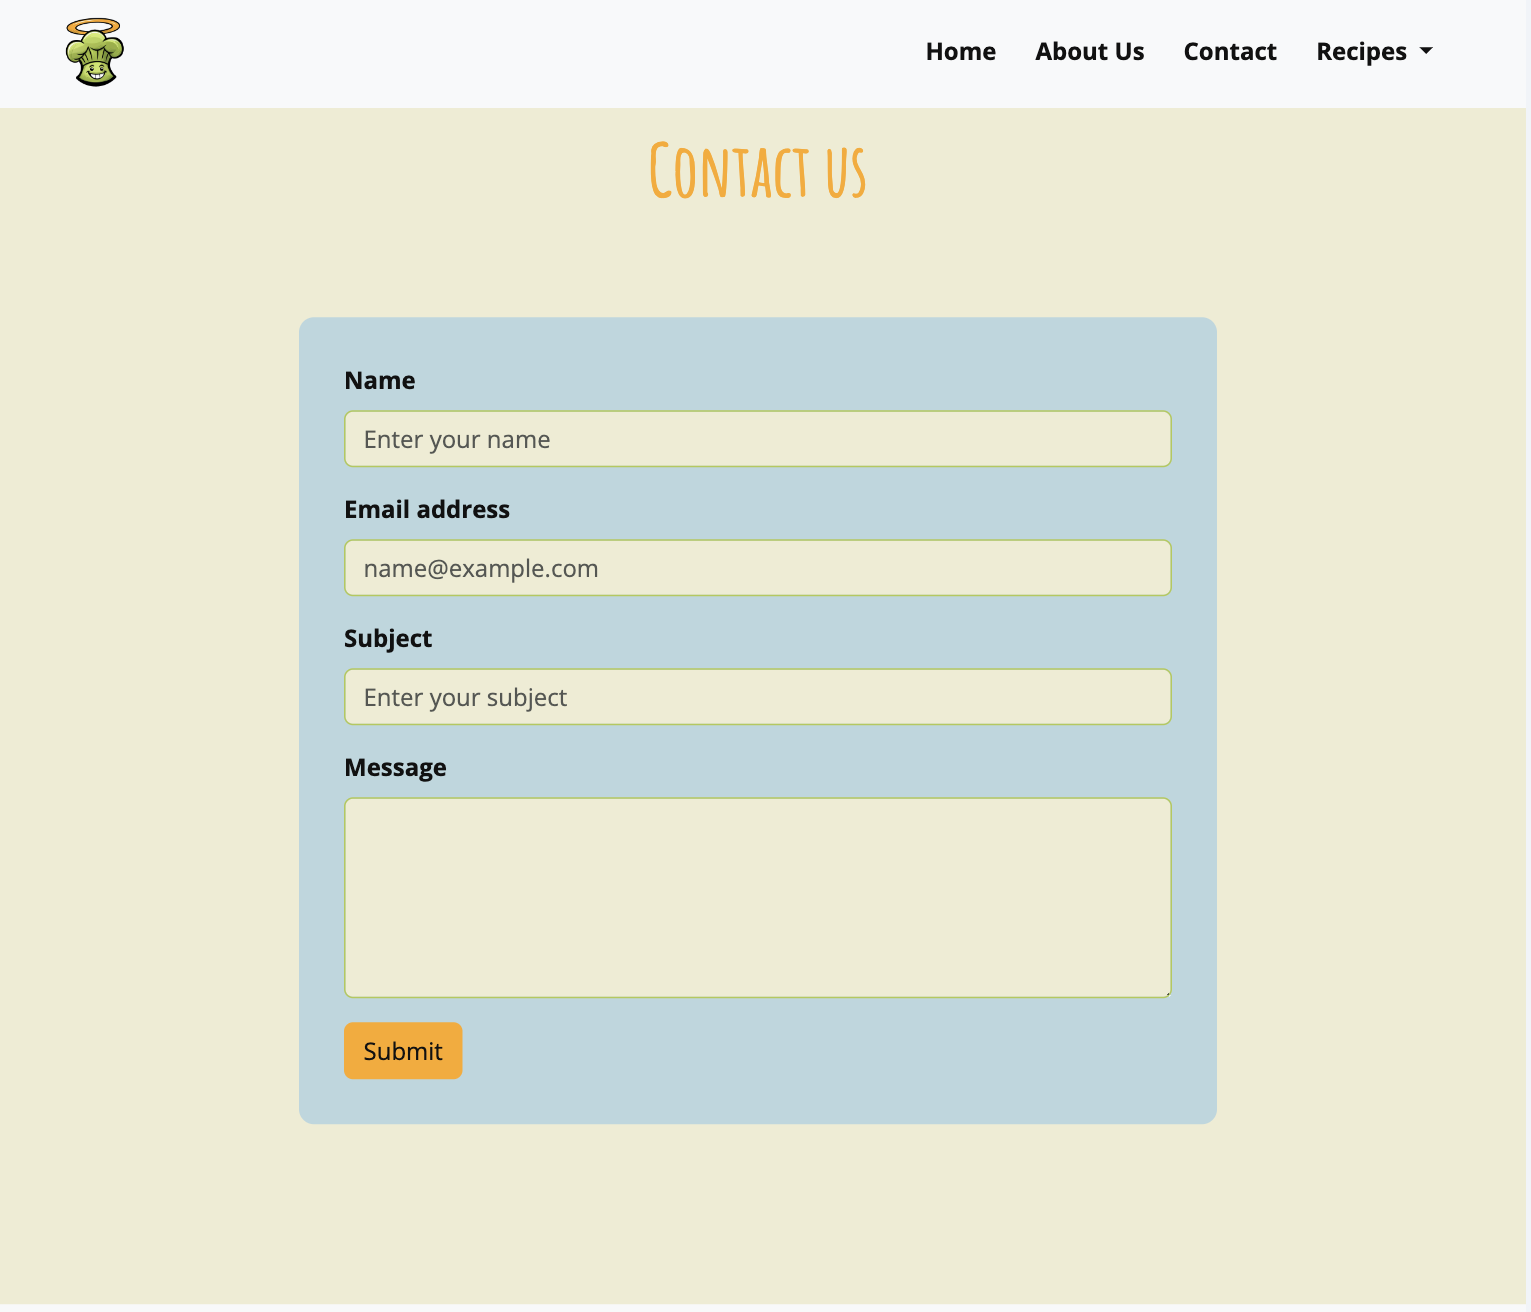 Home About Us Contact Recipes
Contact us
Name
Enter your name
Email address
name@example.com
Subject
Enter your subject
Message
Submit